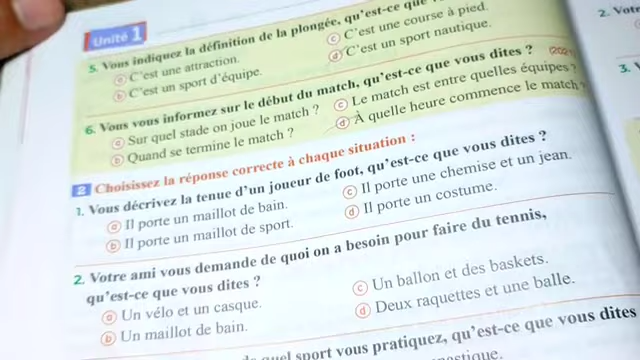 Unité 1
5. Vous indiquez la définition de la plongée, qu'est-ce que
ⓐ C'est une attraction.
ⓒ C'est une course à pied.
ⓑ C'est un sport d'équipe.
ⓓ C'est un sport nautique.
6. Vous vous informez sur le début du match, qu'est-ce que vous dites ?
ⓐ Sur quel stade on joue le match ?
ⓒ Le match est entre quelles équipes ?
ⓑ Quand se termine le match ?
ⓓ À quelle heure commence le match
2 Choisissez la réponse correcte à chaque situation :
1. Vous décrivez la tenue d'un joueur de foot, qu'est-ce que vous dites ?
ⓐ Il porte un maillot de bain.
ⓒ Il porte une chemise et un jean.
ⓑ Il porte un maillot de sport.
ⓓ Il porte un costume.
2. Votre ami vous demande de quoi on a besoin pour faire du tennis,
qu'est-ce que vous dites ?
ⓐ Un vélo et un casque.
ⓒ Un ballon et des baskets.
ⓑ Un maillot de bain.
ⓓ Deux raquettes et une balle.
quel sport vous pratiquez, qu'est-ce que vous dites
2. Votre
3.